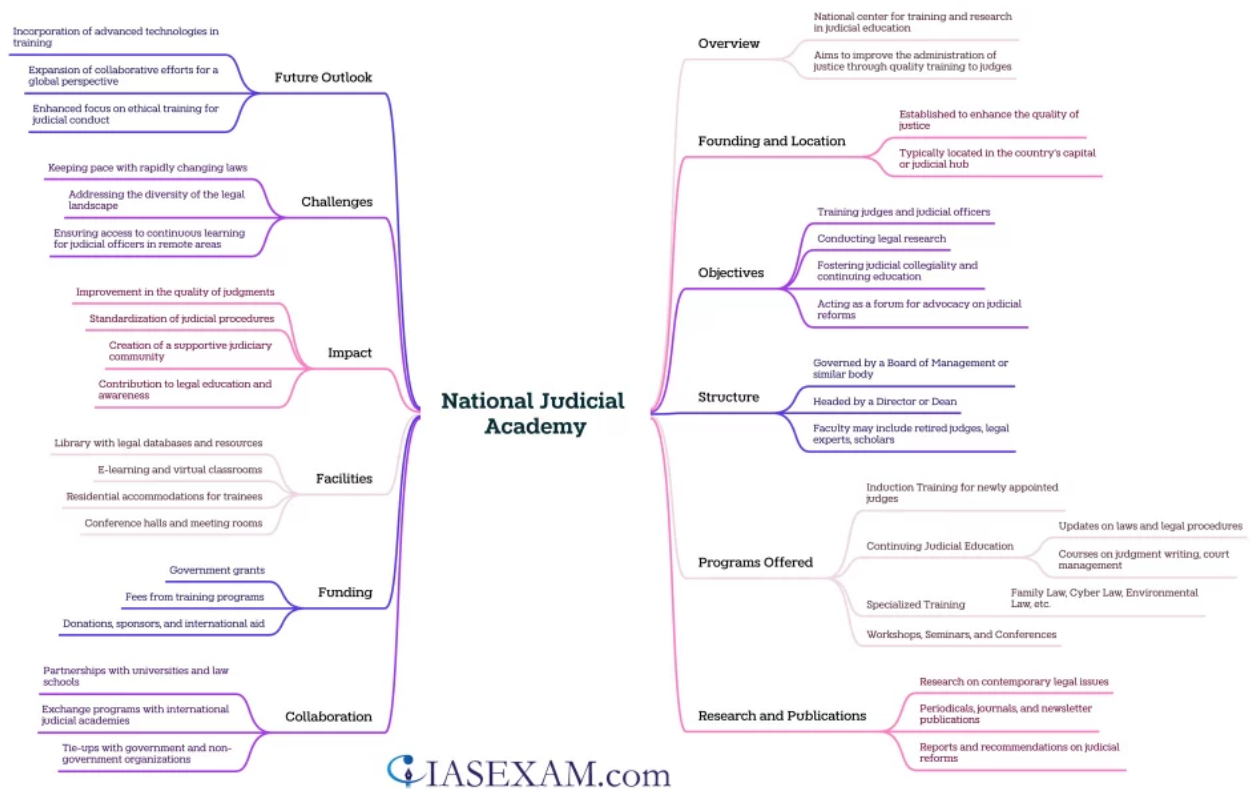 National Judicial
Academy
Overview
National center for training and research
in judicial education
Aims to improve the administration of
justice through quality training to judges
Founding and Location
Established to enhance the quality of
justice
Typically located in the country's capital
or judicial hub
Objectives
Training judges and judicial officers
Conducting legal research
Fostering judicial collegiality and
continuing education
Acting as a forum for advocacy on judicial
reforms
Structure
Governed by a Board of Management or
similar body
Headed by a Director or Dean
Faculty may include retired judges, legal
experts, scholars
Programs Offered
Induction Training for newly appointed
judges
Continuing Judicial Education
Updates on laws and legal procedures
Courses on judgment writing, court
management
Specialized Training
Family Law, Cyber Law, Environmental
Law, etc.
Workshops, Seminars, and Conferences
Research and Publications
Research on contemporary legal issues
Periodicals, journals, and newsletter
publications
Reports and recommendations on judicial
reforms
Future Outlook
Incorporation of advanced technologies in
training
Expansion of collaborative efforts for a
global perspective
Enhanced focus on ethical training for
judicial conduct
Challenges
Keeping pace with rapidly changing laws
Addressing the diversity of the legal
landscape
Ensuring access to continuous learning
for judicial officers in remote areas
Impact
Improvement in the quality of judgments
Standardization of judicial procedures
Creation of a supportive judiciary
community
Contribution to legal education and
awareness
Facilities
Library with legal databases and resources
E-learning and virtual classrooms
Residential accommodations for trainees
Conference halls and meeting rooms
Funding
Government grants
Fees from training programs
Donations, sponsors, and international aid
Collaboration
Partnerships with universities and law
schools
Exchange programs with international
judicial academies
Tie-ups with government and non-
government organizations
IASEXAM.com